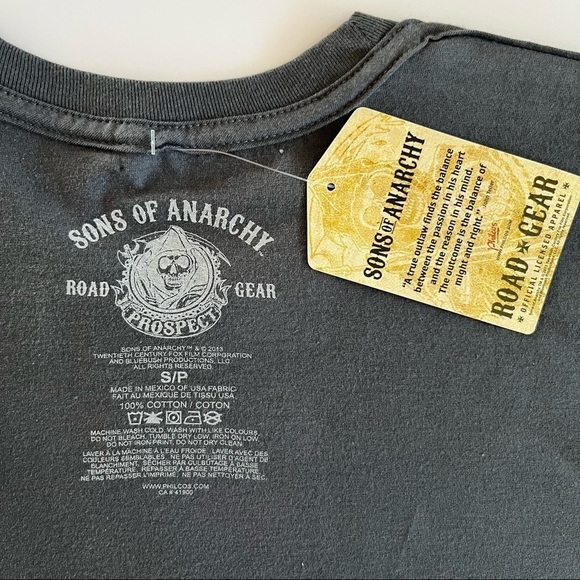 SONS OF ANARCHY™
ROAD GEAR
PROSPECT
SONS OF ANARCHY™ & © 2013
TWENTIETH CENTURY FOX FILM CORPORATION
AND BLUEBUSH PRODUCTIONS, LLC
ALL RIGHTS RESERVED.
S/P
MADE IN MEXICO OF USA FABRIC
FAIT AU MEXIQUE DE TISSU USA.
100% COTTON / COTON
MACHINE WASH COLD, WASH WITH LIKE COLOURS,
DO NOT BLEACH, TUMBLE DRY LOW, IRON ON LOW,
DO NOT IRON PRINT, DO NOT DRY CLEAN.
LAVER À LA MACHINE À L'EAU FROIDE. LAVER AVEC DES
COULEURS SEMBLABLES. NE PAS UTILISER D'AGENT DE
BLANCHIMENT. SÉCHER PAR CULBUTAGE À BASSE
TEMPÉRATURE. REPASSER À BASSE TEMPÉRATURE.
NE PAS REPASSER L'IMPRIMÉ. NE PAS NETTOYER À SEC.
WWW.PHILCOS.COM
CA # 41900
SONS OF ANARCHY
"A true outlaw finds the balance
between the passion in his heart
and the reason in his mind.
The outcome is the balance of
might and right."
ROAD GEAR
OFFICIAL LICENSED APPAREL